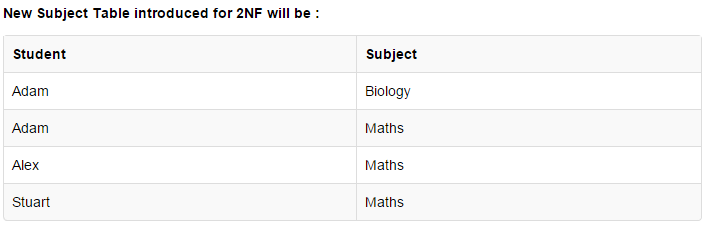 New Subject Table introduced for 2NF will be :
Student Subject
Adam Biology
Adam Maths
Alex Maths
Stuart Maths